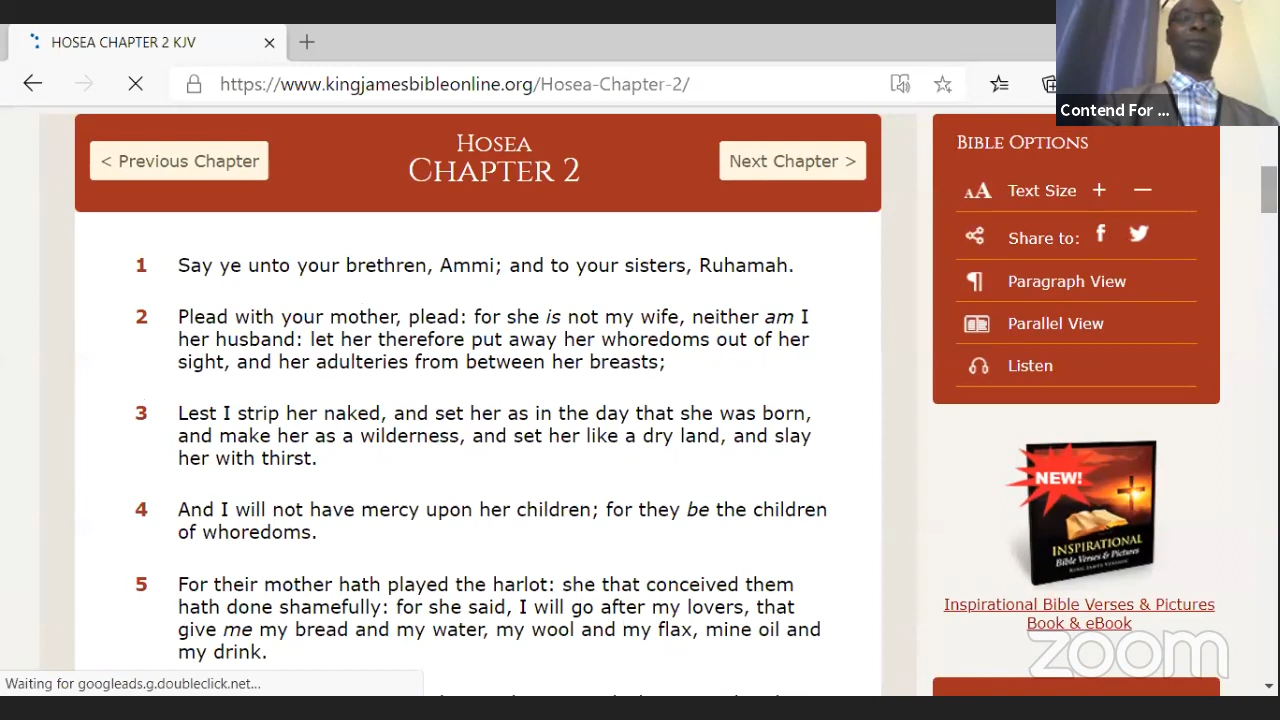 HOSEA CHAPTER 2 KJV
https://www.kingjamesbibleonline.org/Hosea-Chapter-2/
Contend For ...
< Previous Chapter
HOSEA
CHAPTER 2
Next Chapter >
1 Say ye unto your brethren, Ammi; and to your sisters, Ruhamah.
2 Plead with your mother, plead: for she is not my wife, neither am I
her husband: let her therefore put away her whoredoms out of her
sight, and her adulteries from between her breasts;
3 Lest I strip her naked, and set her as in the day that she was born,
and make her as a wilderness, and set her like a dry land, and slay
her with thirst.
4 And I will not have mercy upon her children; for they be the children
of whoredoms.
5 For their mother hath played the harlot: she that conceived them
hath done shamefully: for she said, I will go after my lovers, that
give me my bread and my water, my wool and my flax, mine oil and
my drink.
Waiting for googleads.g.doubleclick.net...
BIBLE OPTIONS
AA Text Size + —
Share to:
Paragraph View
Parallel View
Listen
NEW!
INSPIRATIONAL
Bible Verses & Pictures
KING JAMES VERSION
Inspirational Bible Verses & Pictures
Book & eBook
zoom